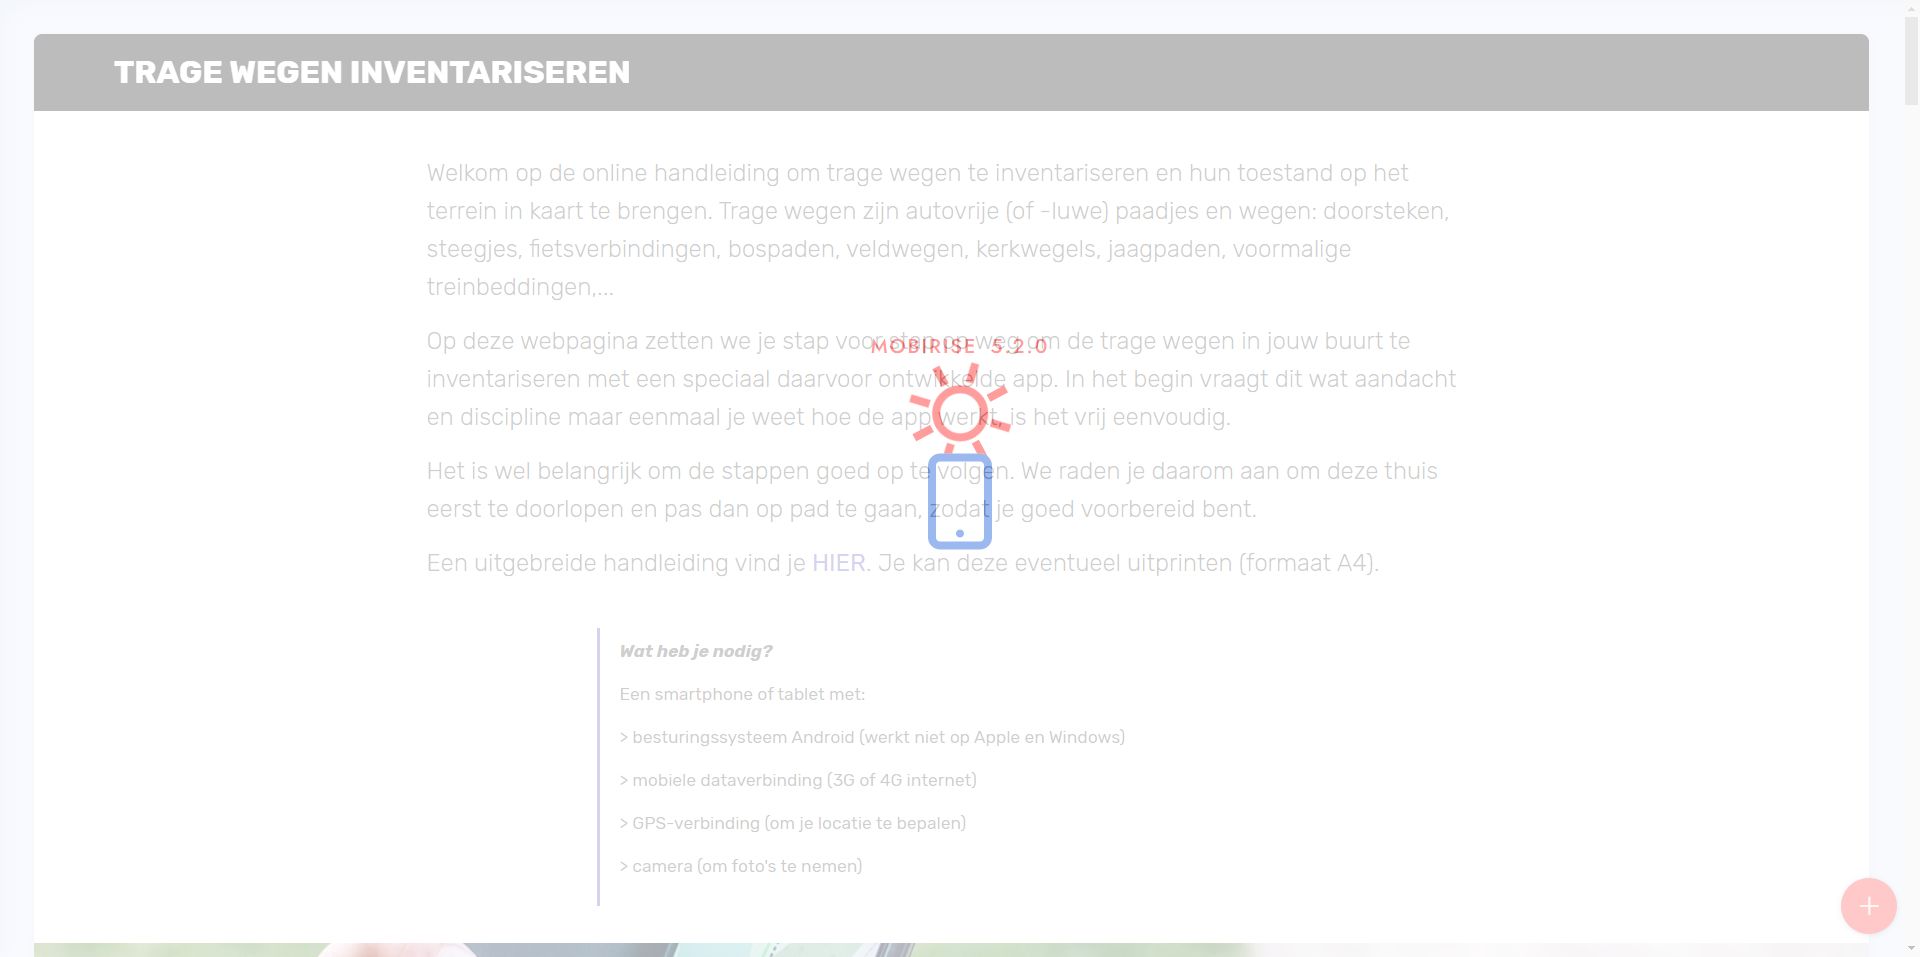 TRAGE WEGEN INVENTARISEREN
Welkom op de online handleiding om trage wegen te inventariseren en hun toestand op het
terrein in kaart te brengen. Trage wegen zijn autovrije (of -luwe) paadjes en wegen: doorsteken,
steegjes, fietsverbindingen, bospaden, veldwegen, kerkwegels, jaagpaden, voormalige
treinbeddingen,...
Op deze webpagina zetten we je stap voor stap op weg om de trage wegen in jouw buurt te
MOBIRISE 5.2.0
inventariseren met een speciaal daarvoor ontwikkelde app. In het begin vraagt dit wat aandacht
en discipline maar eenmaal je weet hoe de app werkt, is het vrij eenvoudig.
Het is wel belangrijk om de stappen goed op te volgen. We raden je daarom aan om deze thuis
eerst te doorlopen en pas dan op pad te gaan, zodat je goed voorbereid bent.
Een uitgebreide handleiding vind je HIER. Je kan deze eventueel uitprinten (formaat A4).
Wat heb je nodig?
Een smartphone of tablet met:
> besturingssysteem Android (werkt niet op Apple en Windows)
> mobiele dataverbinding (3G of 4G internet)
> GPS-verbinding (om je locatie te bepalen)
> camera (om foto's te nemen)